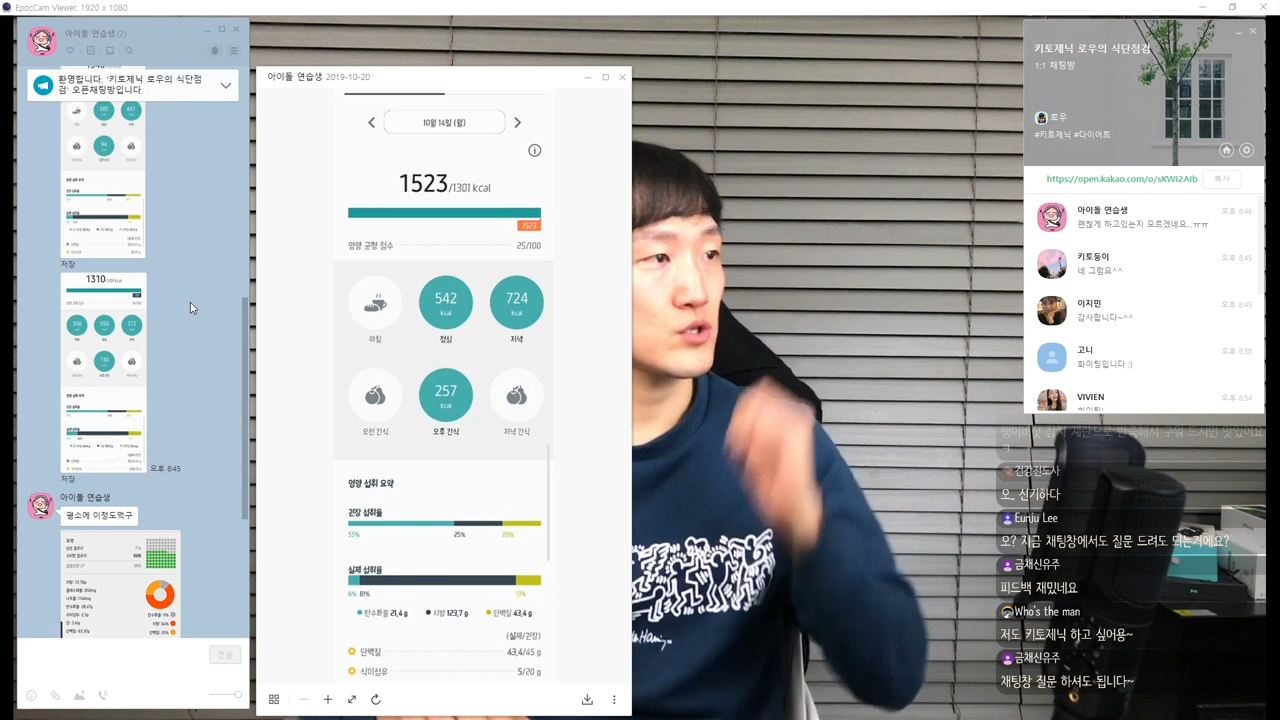 EpocCam Viewer: 1920 x 1080
아이돌 연습생 (2)
환영합니다. '키토제닉 로우의 식단점
검' 오픈채팅방입니다.
585
661
94
저장
1310
358
550
272
130
오후 8:45
저장
아이돌 연습생
평소에 이정도먹구
요약
전송
아이돌 연습생 2019-10-20
10월 14일 (월)
1523/1301 kcal
1523
영양 균형 점수 25/100
542 kcal
724 kcal
아침 점심 저녁
257 kcal
오전 간식 오후 간식 저녁 간식
영양 섭취 요약
권장 섭취율
55% 25% 20%
실제 섭취율
6% 81% 13%
탄수화물 21,4 g 지방 123,7 g 단백질 43,4 g
(실제/권장)
단백질 43,4/45 g
식이섬유 5/20 g
키토제닉 로우의 식단점검
1:1 채팅방
로우
#키토제닉 #다이어트
https://open.kakao.com/o/sKWI2AIb 복사
아이돌 연습생 오후 8:46
괜찮게 하고있는지 모르겠네요...ㅠㅠ
키토둥이 오후 8:45
네 그럼요^^
이지민 오후 8:45
감사합니다~^^
고니 오후 8:38
화이팅입니다 :)
VIVIEN 오후 8:34
건강진도사
오_ 신기하다
Eunju Lee
오? 지금 채팅창에서도 질문 드려도 되는거에요?
금채신유주
피드백 재밌네요
Who's the man
저도 키토제닉 하고 싶어용~
금채신유주
채팅창 질문 하셔도 됩니다~